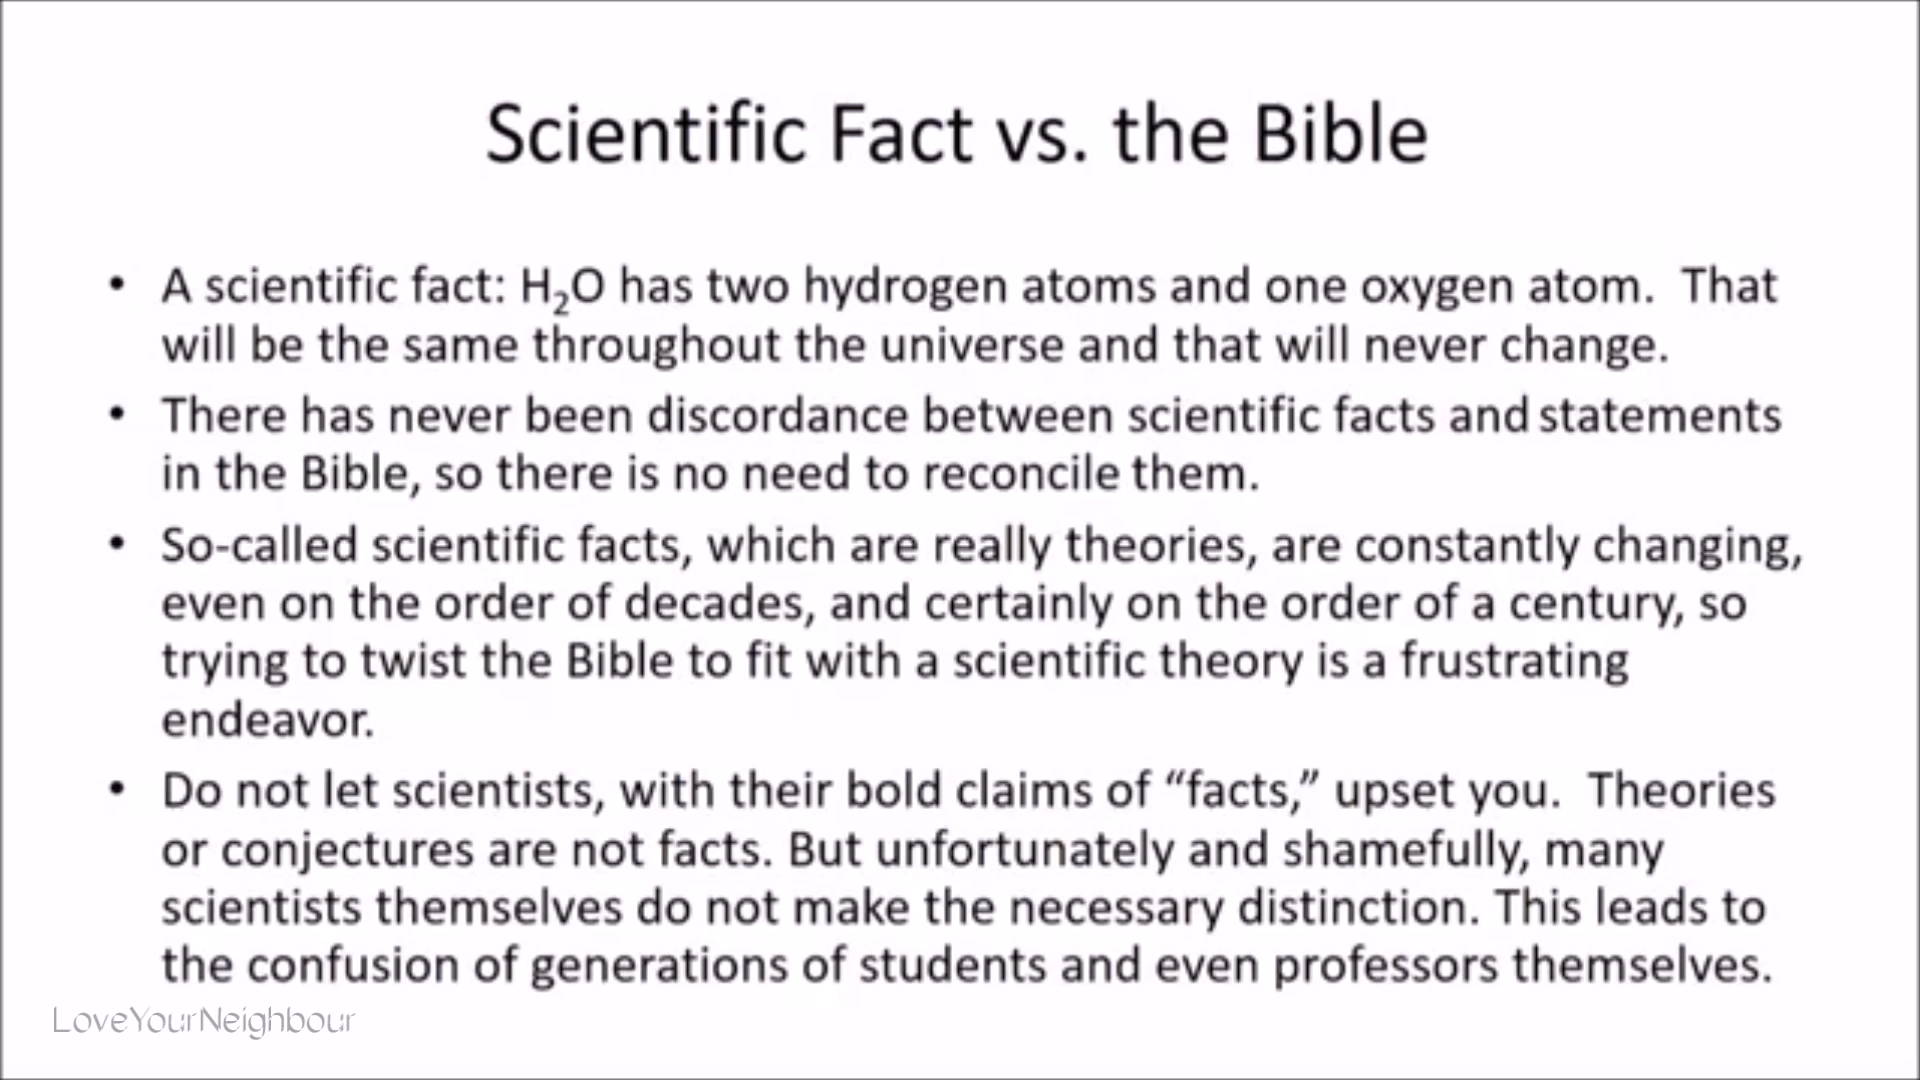 Scientific Fact vs. the Bible
• A scientific fact: H₂O has two hydrogen atoms and one oxygen atom.  That
will be the same throughout the universe and that will never change.
• There has never been discordance between scientific facts and statements
in the Bible, so there is no need to reconcile them.
• So-called scientific facts, which are really theories, are constantly changing,
even on the order of decades, and certainly on the order of a century, so
trying to twist the Bible to fit with a scientific theory is a frustrating
endeavor.
• Do not let scientists, with their bold claims of “facts,” upset you.  Theories
or conjectures are not facts. But unfortunately and shamefully, many
scientists themselves do not make the necessary distinction. This leads to
the confusion of generations of students and even professors themselves.
LoveYourNeighbour